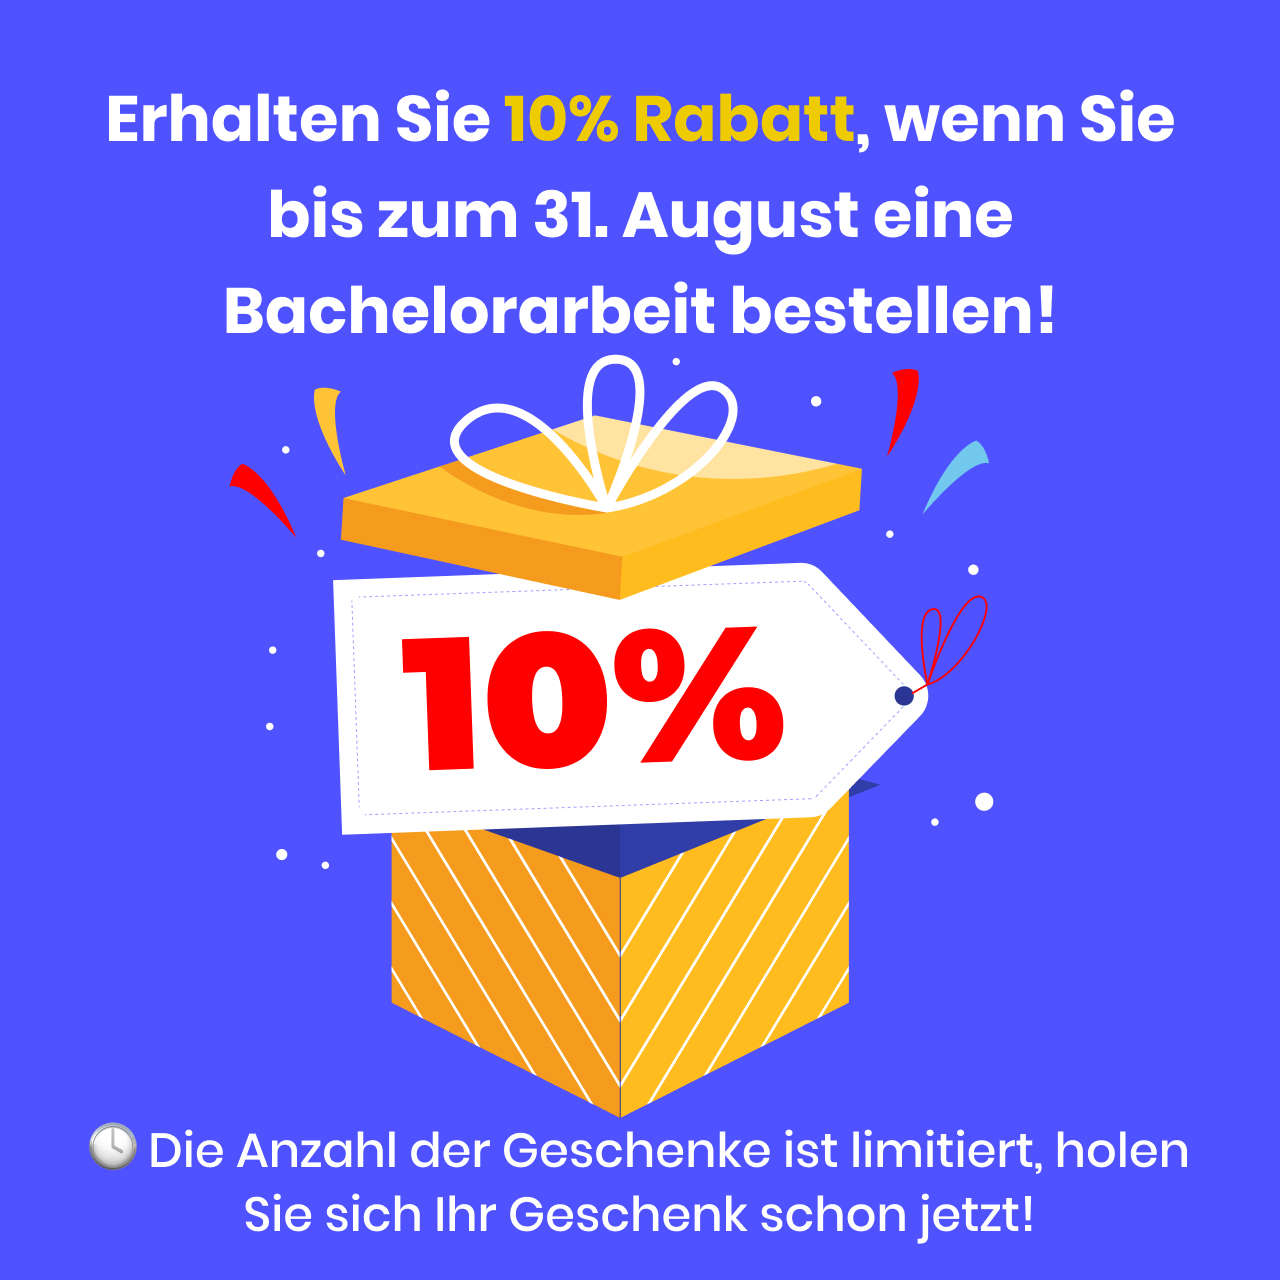 Erhalten Sie 10% Rabatt, wenn Sie
bis zum 31. August eine
Bachelorarbeit bestellen!
10%
Die Anzahl der Geschenke ist limitiert, holen
Sie sich Ihr Geschenk schon jetzt!